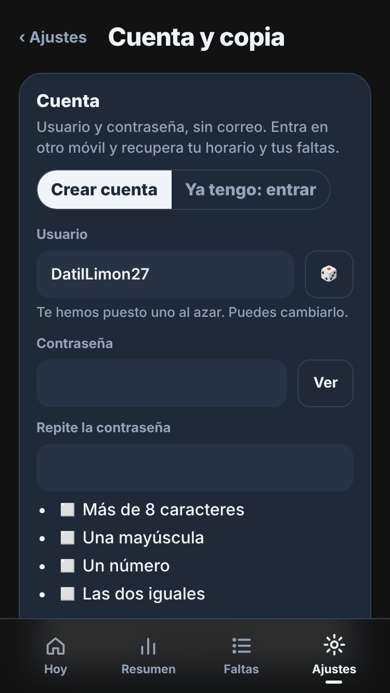 ‹ Ajustes Cuenta y copia
Cuenta
Usuario y contraseña, sin correo. Entra en
otro móvil y recupera tu horario y tus faltas.
Crear cuenta Ya tengo: entrar
Usuario
DatilLimon27
Te hemos puesto uno al azar. Puedes cambiarlo.
Contraseña
Ver
Repite la contraseña
• Más de 8 caracteres
• Una mayúscula
• Un número
• Las dos iguales
Hoy Resumen Faltas Ajustes